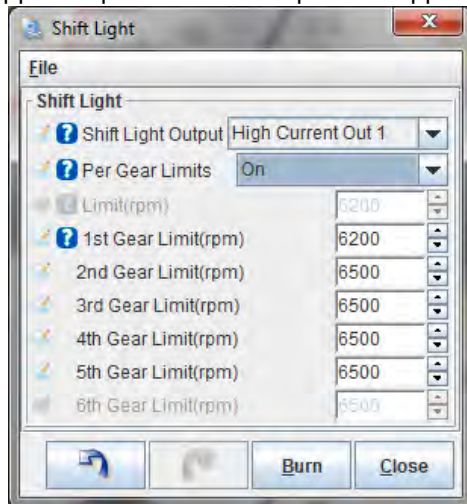 Shift Light
File
Shift Light
Shift Light Output High Current Out 1
Per Gear Limits On
Limit(rpm) 6200
1st Gear Limit(rpm) 6200
2nd Gear Limit(rpm) 6500
3rd Gear Limit(rpm) 6500
4th Gear Limit(rpm) 6500
5th Gear Limit(rpm) 6500
6th Gear Limit(rpm) 6500
Burn Close